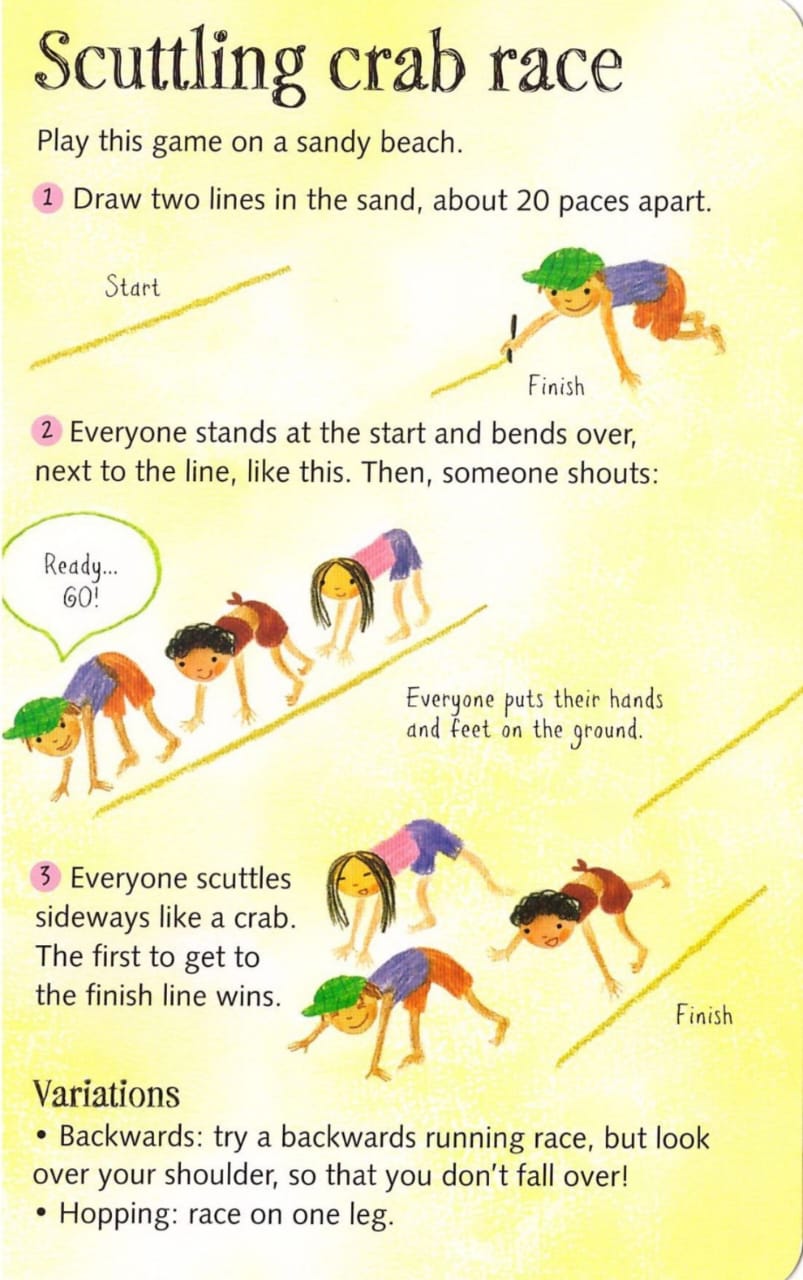 Scuttling crab race
Play this game on a sandy beach.
1 Draw two lines in the sand, about 20 paces apart.
Start
Finish
2 Everyone stands at the start and bends over,
next to the line, like this. Then, someone shouts:
Ready...
GO!
Everyone puts their hands
and feet on the ground.
3 Everyone scuttles
sideways like a crab.
The first to get to
the finish line wins.
Finish
Variations
• Backwards: try a backwards running race, but look
over your shoulder, so that you don't fall over!
• Hopping: race on one leg.